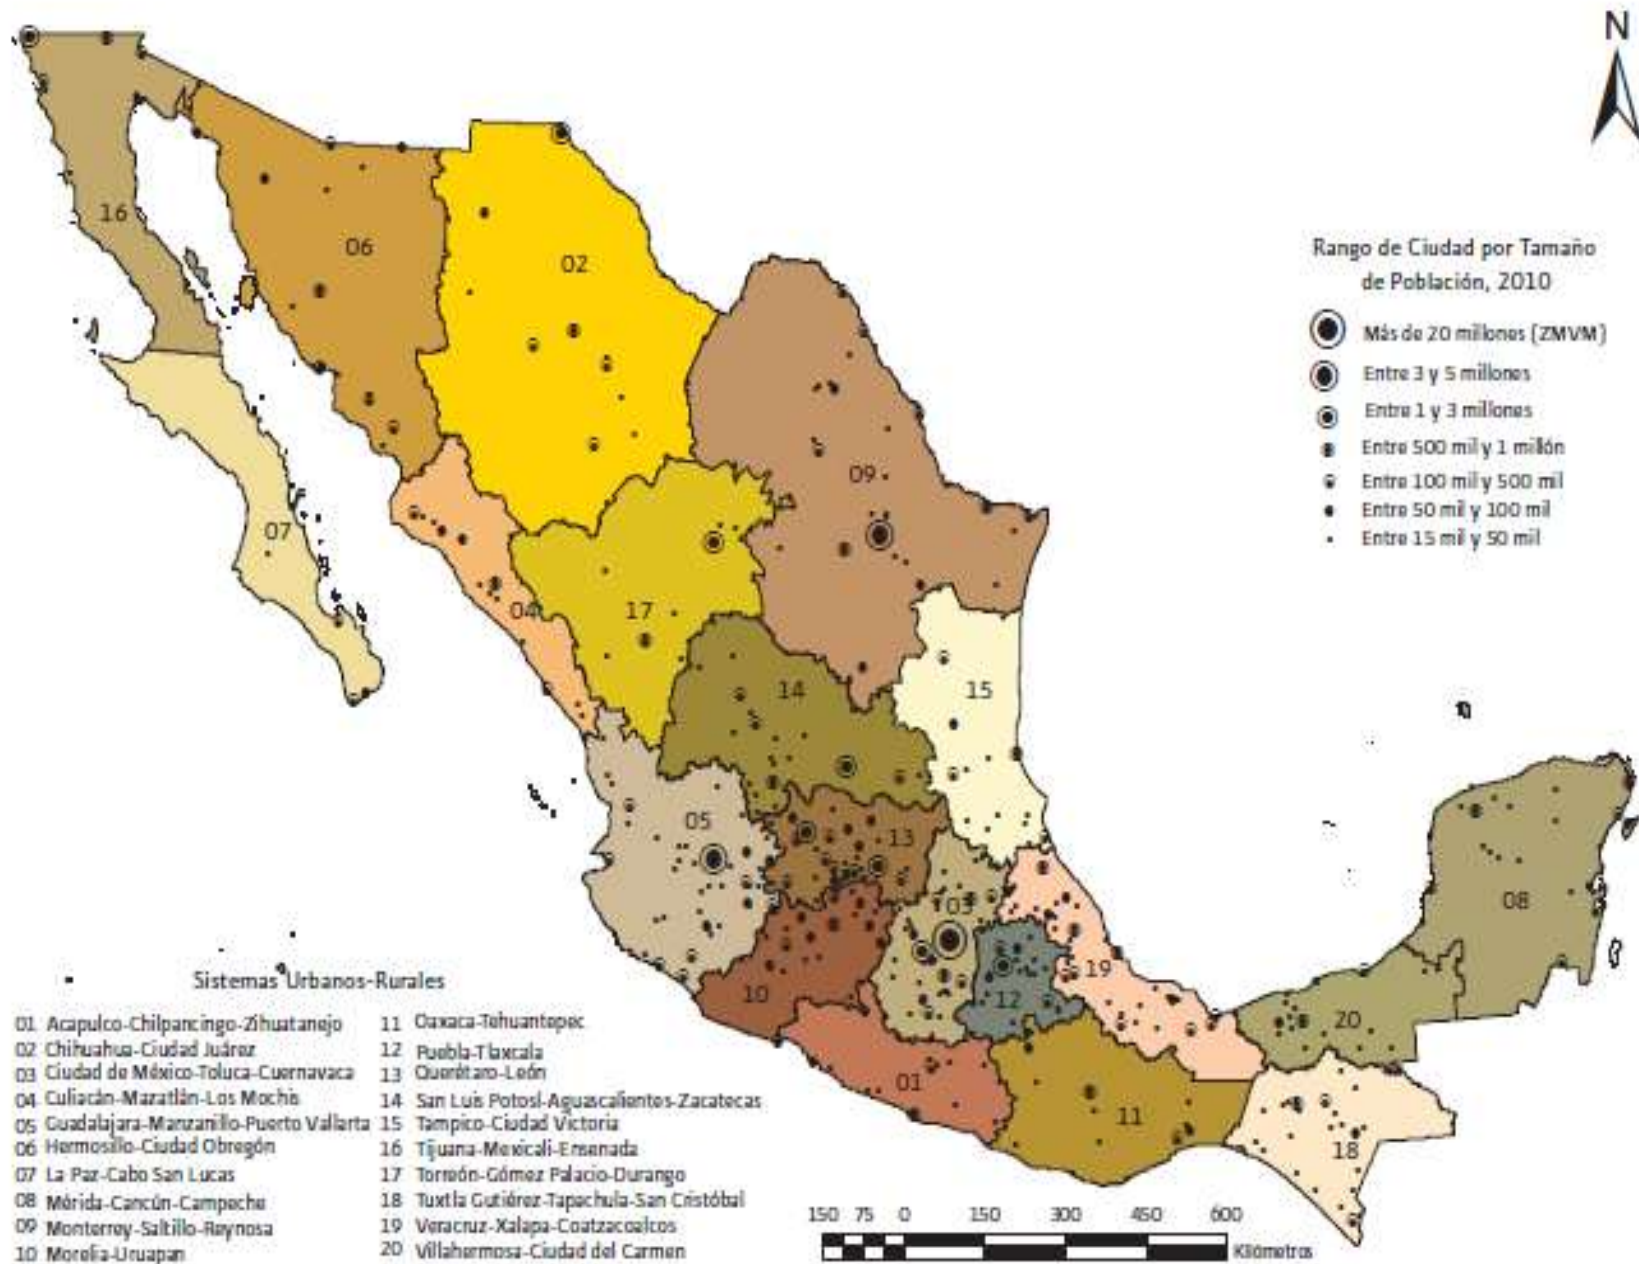 N
16
06
02
Rango de Ciudad por Tamaño
de Población, 2010
Más de 20 millones (ZMVM)
Entre 3 y 5 millones
Entre 1 y 3 millones
Entre 500 mil y 1 millón
Entre 100 mil y 500 mil
Entre 50 mil y 100 mil
Entre 15 mil y 50 mil
09
07
04
17
14
15
05
13
03
08
10
12
19
20
01
11
18
Sistemas Urbanos-Rurales
01 Acapulco-Chilpancingo-Zihuatanejo
02 Chihuahua-Ciudad Juárez
03 Ciudad de México-Toluca-Cuernavaca
04 Culiacán-Mazatlán-Los Mochis
05 Guadalajara-Manzanillo-Puerto Vallarta
06 Hermosillo-Ciudad Obregón
07 La Paz-Cabo San Lucas
08 Mérida-Cancún-Campeche
09 Monterrey-Saltillo-Reynosa
10 Morelia-Uruapan
11 Oaxaca-Tehuantepec
12 Puebla-Tlaxcala
13 Querétaro-León
14 San Luis Potosí-Aguascalientes-Zacatecas
15 Tampico-Ciudad Victoria
16 Tijuana-Mexicali-Ensenada
17 Torreón-Gómez Palacio-Durango
18 Tuxtla Gutiérez-Tapachula-San Cristóbal
19 Veracruz-Xalapa-Coatzacoalcos
20 Villahermosa-Ciudad del Carmen
150 75 0 150 300 450 600
Kilómetros